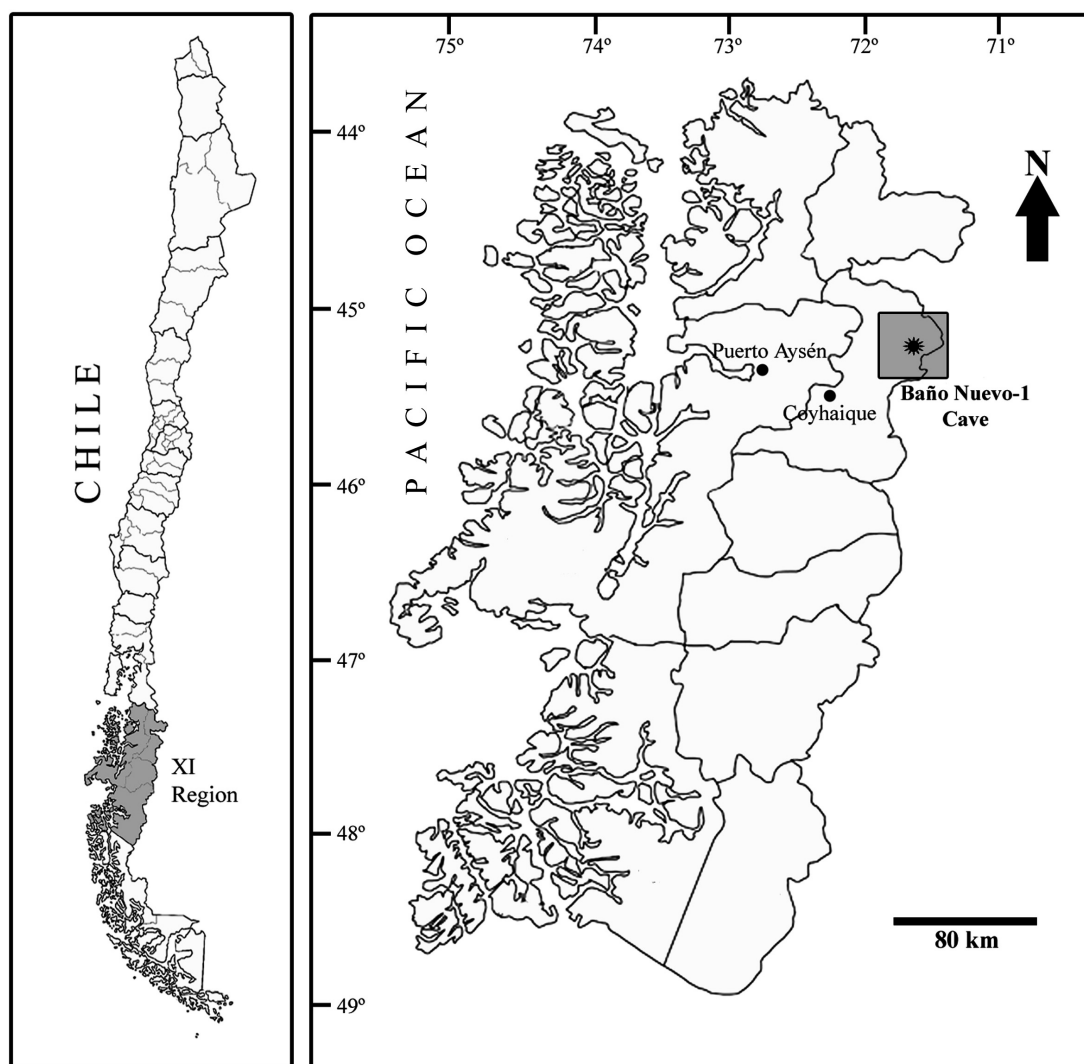 CHILE
XI
Region
75º
74º
73º
72º
71º
PACIFIC OCEAN
44º
45º
46º
47º
48º
49º
N
Puerto Aysén
Coyhaique
Baño Nuevo-1
Cave
80 km